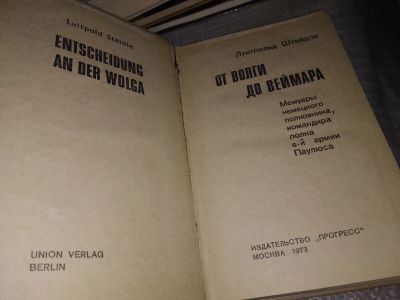 Luitpold Steidle
ENTSCHEIDUNG
AN DER WOLGA
UNION VERLAG
BERLIN
Луитпольд Штейдле
ОТ ВОЛГИ
ДО ВЕЙМАРА
Мемуары
немецкого
полковника,
командира
полка
6-й армии
Паулюса
ИЗДАТЕЛЬСТВО „ПРОГРЕСС"
МОСКВА 1973